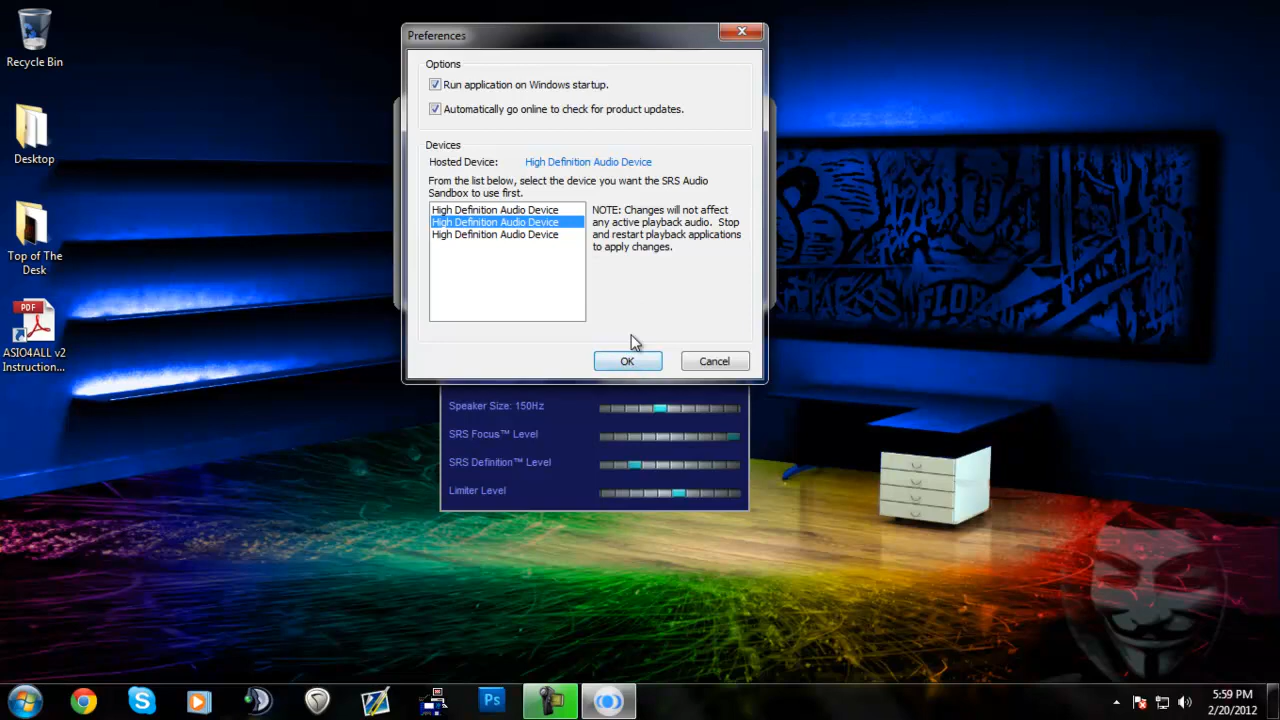 Recycle Bin
Desktop
Top of The
Desk
PDF
ASIO4ALL v2
Instruction...
Preferences
Options
Run application on Windows startup.
Automatically go online to check for product updates.
Devices
Hosted Device: High Definition Audio Device
From the list below, select the device you want the SRS Audio
Sandbox to use first.
High Definition Audio Device
High Definition Audio Device
High Definition Audio Device
NOTE: Changes will not affect
any active playback audio. Stop
and restart playback applications
to apply changes.
OK
Cancel
Speaker Size: 150Hz
SRS Focus™ Level
SRS Definition™ Level
Limiter Level
Ps
5:59 PM
2/20/2012